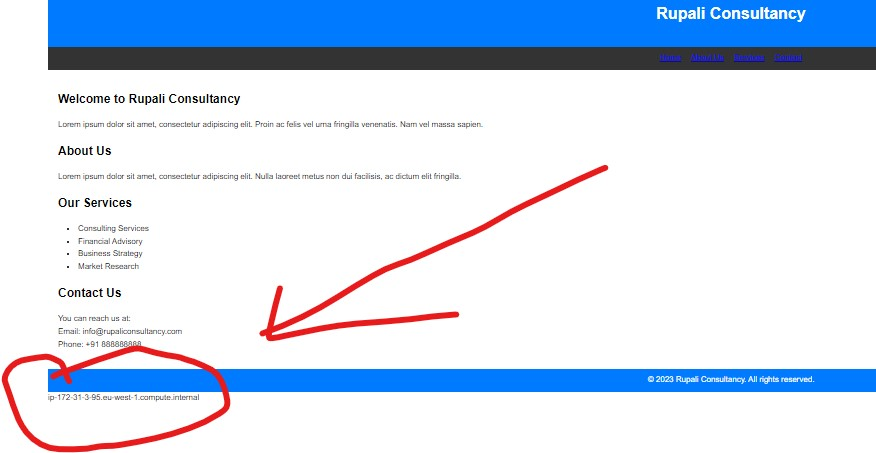 Rupali Consultancy
Home About Us Services Contact
Welcome to Rupali Consultancy
Lorem ipsum dolor sit amet, consectetur adipiscing elit. Proin ac felis vel urna fringilla venenatis. Nam vel massa sapien.
About Us
Lorem ipsum dolor sit amet, consectetur adipiscing elit. Nulla laoreet metus non dui facilisis, ac dictum elit fringilla.
Our Services
• Consulting Services
• Financial Advisory
• Business Strategy
• Market Research
Contact Us
You can reach us at:
Email: info@rupaliconsultancy.com
Phone: +91 888888888
© 2023 Rupali Consultancy. All rights reserved.
ip-172-31-3-95.eu-west-1.compute.internal